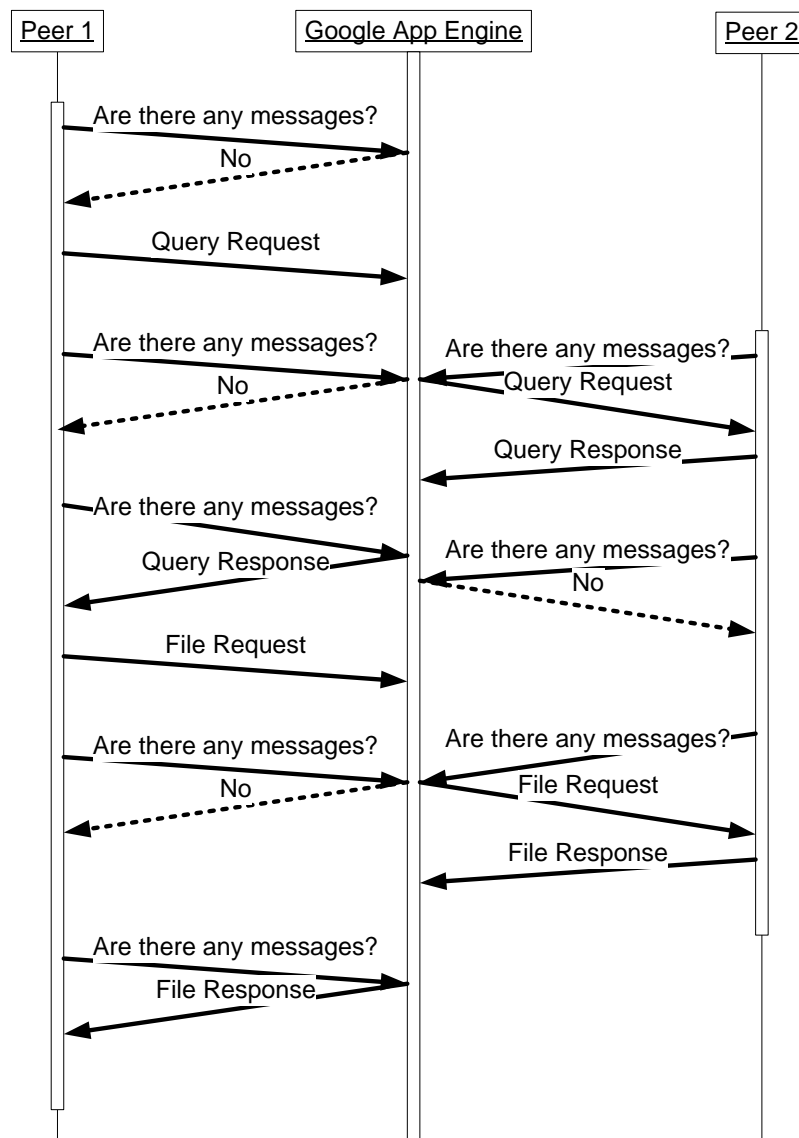 Peer 1
Google App Engine
Peer 2
Are there any messages?
No
Query Request
Are there any messages?
Are there any messages?
No
Query Request
Query Response
Are there any messages?
Query Response
Are there any messages?
No
File Request
Are there any messages?
Are there any messages?
No
File Request
File Response
Are there any messages?
File Response